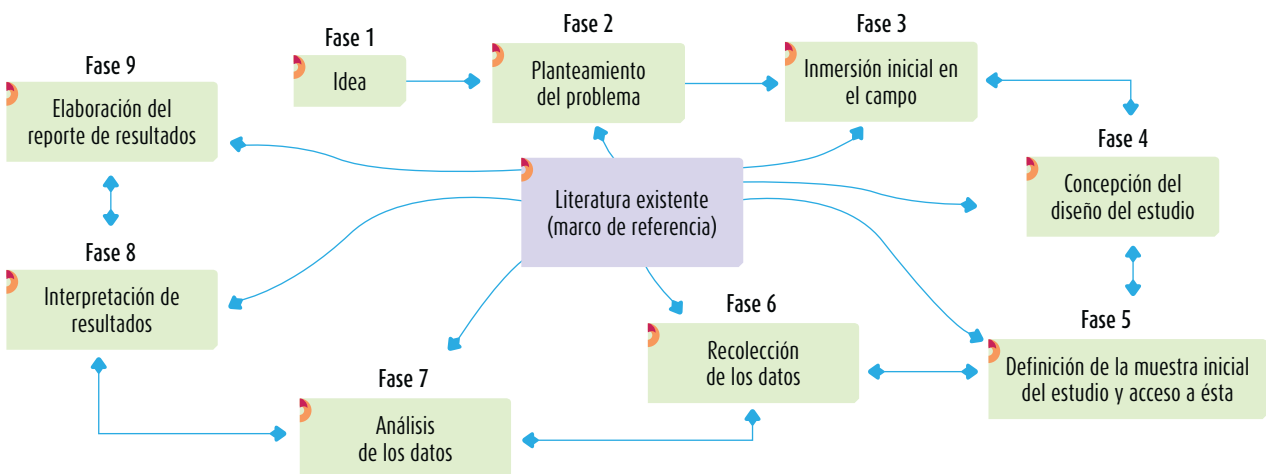 Fase 1
Idea
Fase 2
Planteamiento
del problema
Fase 3
Inmersión inicial en
el campo
Fase 4
Concepción del
diseño del estudio
Fase 5
Definición de la muestra inicial
del estudio y acceso a ésta
Fase 6
Recolección
de los datos
Fase 7
Análisis
de los datos
Fase 8
Interpretación de
resultados
Fase 9
Elaboración del
reporte de resultados
Literatura existente
(marco de referencia)